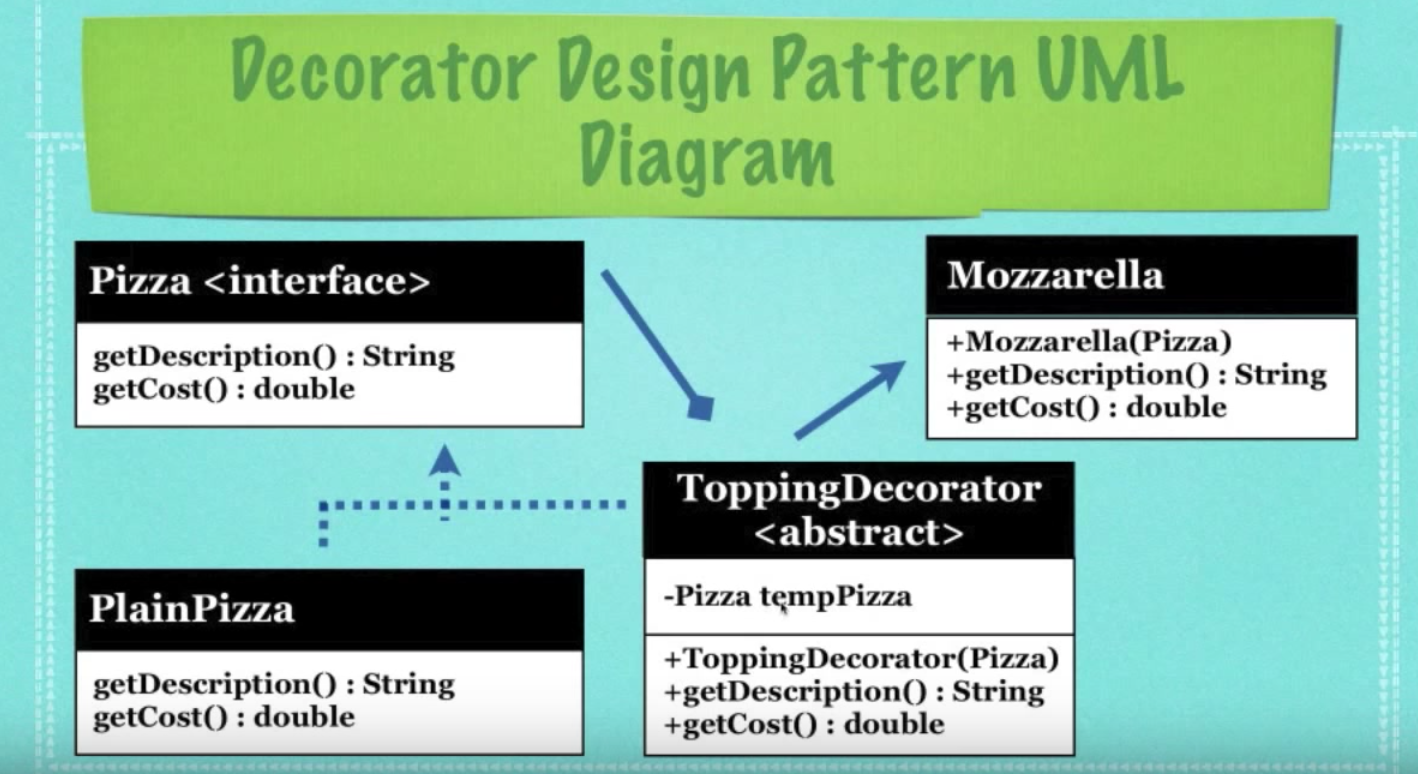 Decorator Design Pattern UML
Diagram
Pizza <interface>
getDescription() : String
getCost() : double
Mozzarella
+Mozzarella(Pizza)
+getDescription() : String
+getCost() : double
PlainPizza
getDescription() : String
getCost() : double
ToppingDecorator
<abstract>
-Pizza tempPizza
+ToppingDecorator(Pizza)
+getDescription() : String
+getCost() : double